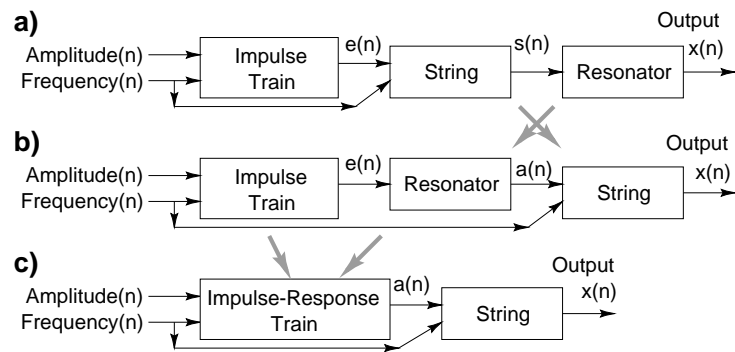 a)
Output
Amplitude(n)
Frequency(n)
Impulse
Train
e(n)
String
s(n)
Resonator
x(n)
b)
Output
Amplitude(n)
Frequency(n)
Impulse
Train
e(n)
Resonator
a(n)
String
x(n)
c)
Output
Amplitude(n)
Frequency(n)
Impulse-Response
Train
a(n)
String
x(n)